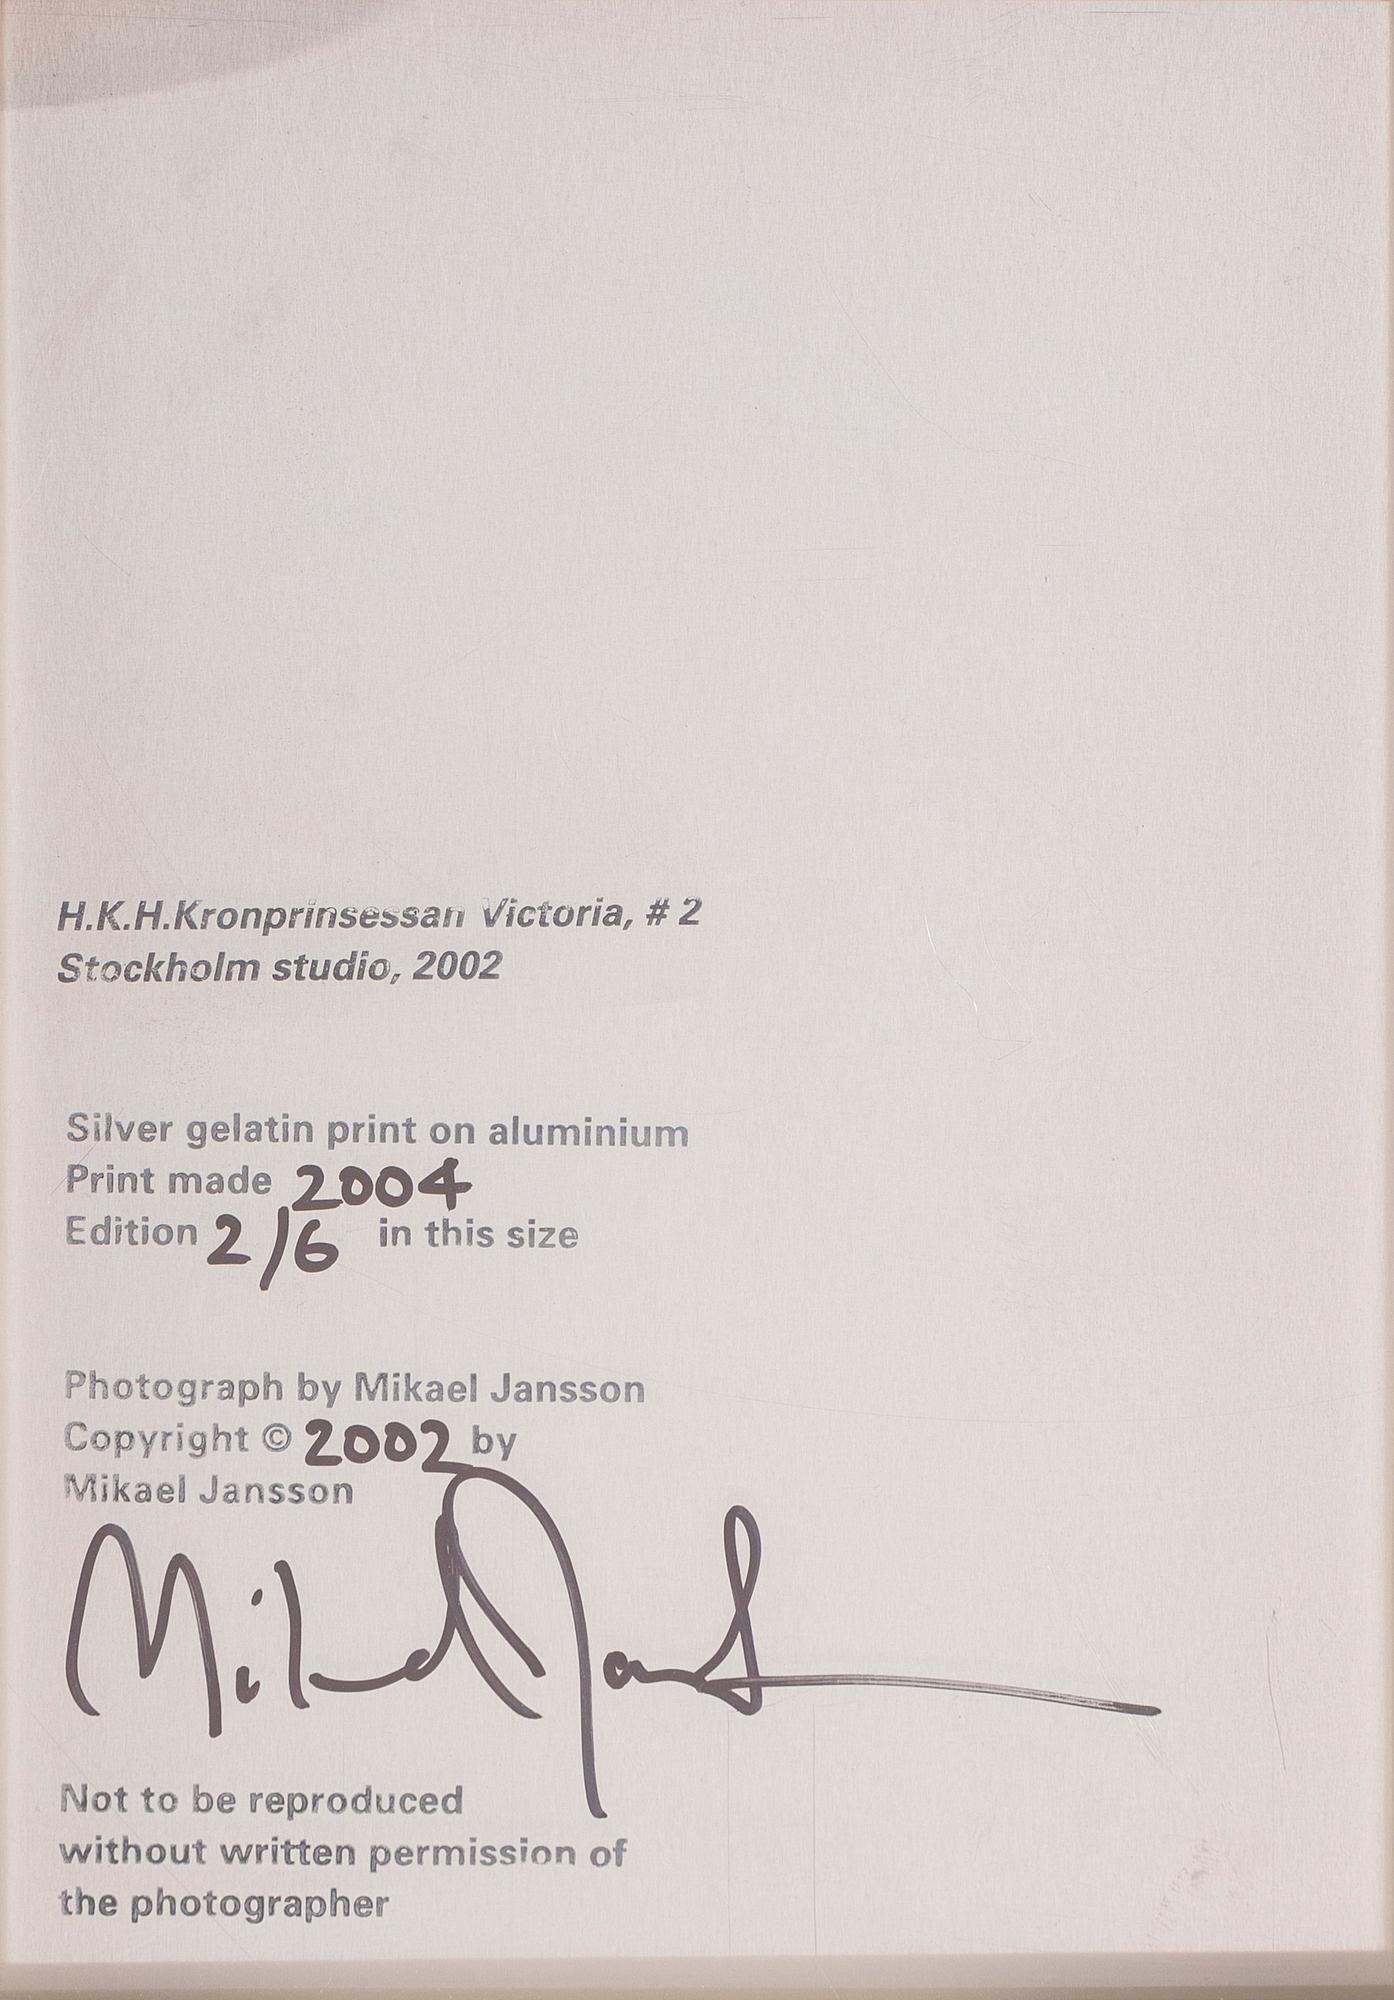 H.K.H.Kronprinsessan Victoria, # 2
Stockholm studio, 2002
Silver gelatin print on aluminium
Print made 2004
Edition 2/6 in this size
Photograph by Mikael Jansson
Copyright © 2002 by
Mikael Jansson
Mikael Jansson
Not to be reproduced
without written permission of
the photographer